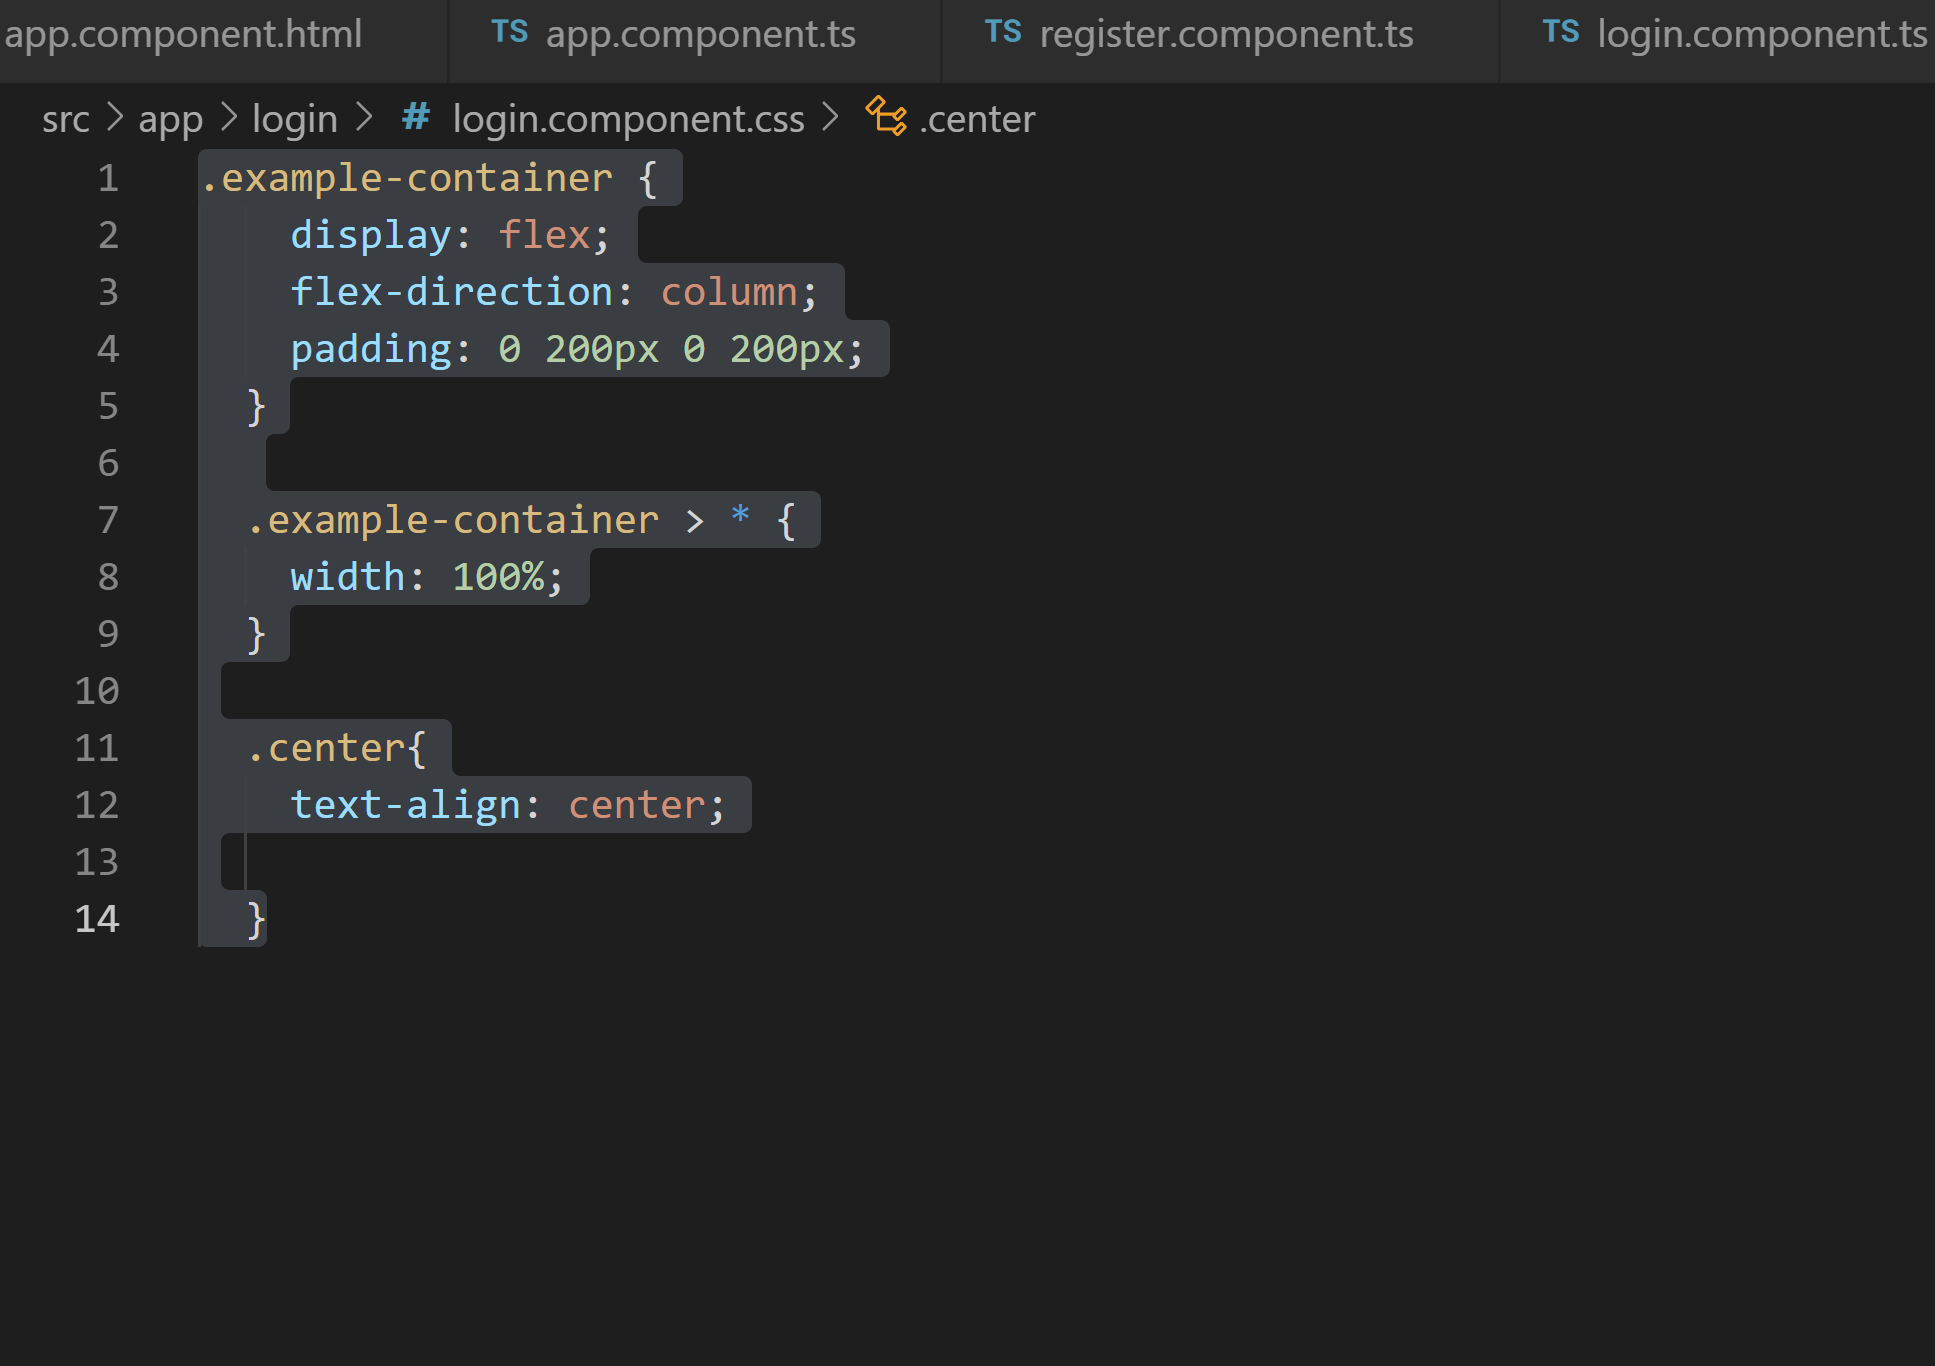 app.component.html TS app.component.ts TS register.component.ts TS login.component.ts
src > app > login > # login.component.css > .center
1 .example-container {
2 display: flex;
3 flex-direction: column;
4 padding: 0 200px 0 200px;
5 }
6
7 .example-container > * {
8 width: 100%;
9 }
10
11 .center{
12 text-align: center;
13
14 }